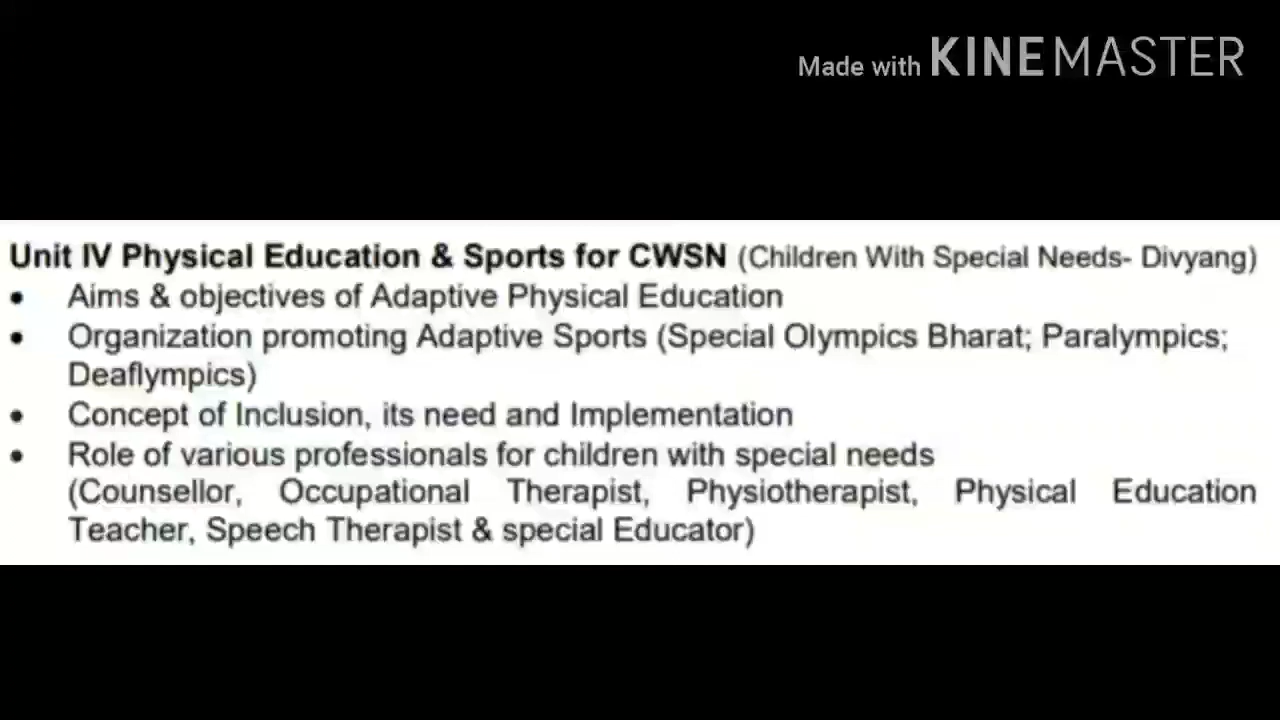 Made with KINEMASTER
Unit IV Physical Education & Sports for CWSN (Children With Special Needs- Divyang)
• Aims & objectives of Adaptive Physical Education
• Organization promoting Adaptive Sports (Special Olympics Bharat; Paralympics;
Deaflympics)
• Concept of Inclusion, its need and Implementation
• Role of various professionals for children with special needs
(Counsellor, Occupational Therapist, Physiotherapist, Physical Education
Teacher, Speech Therapist & special Educator)